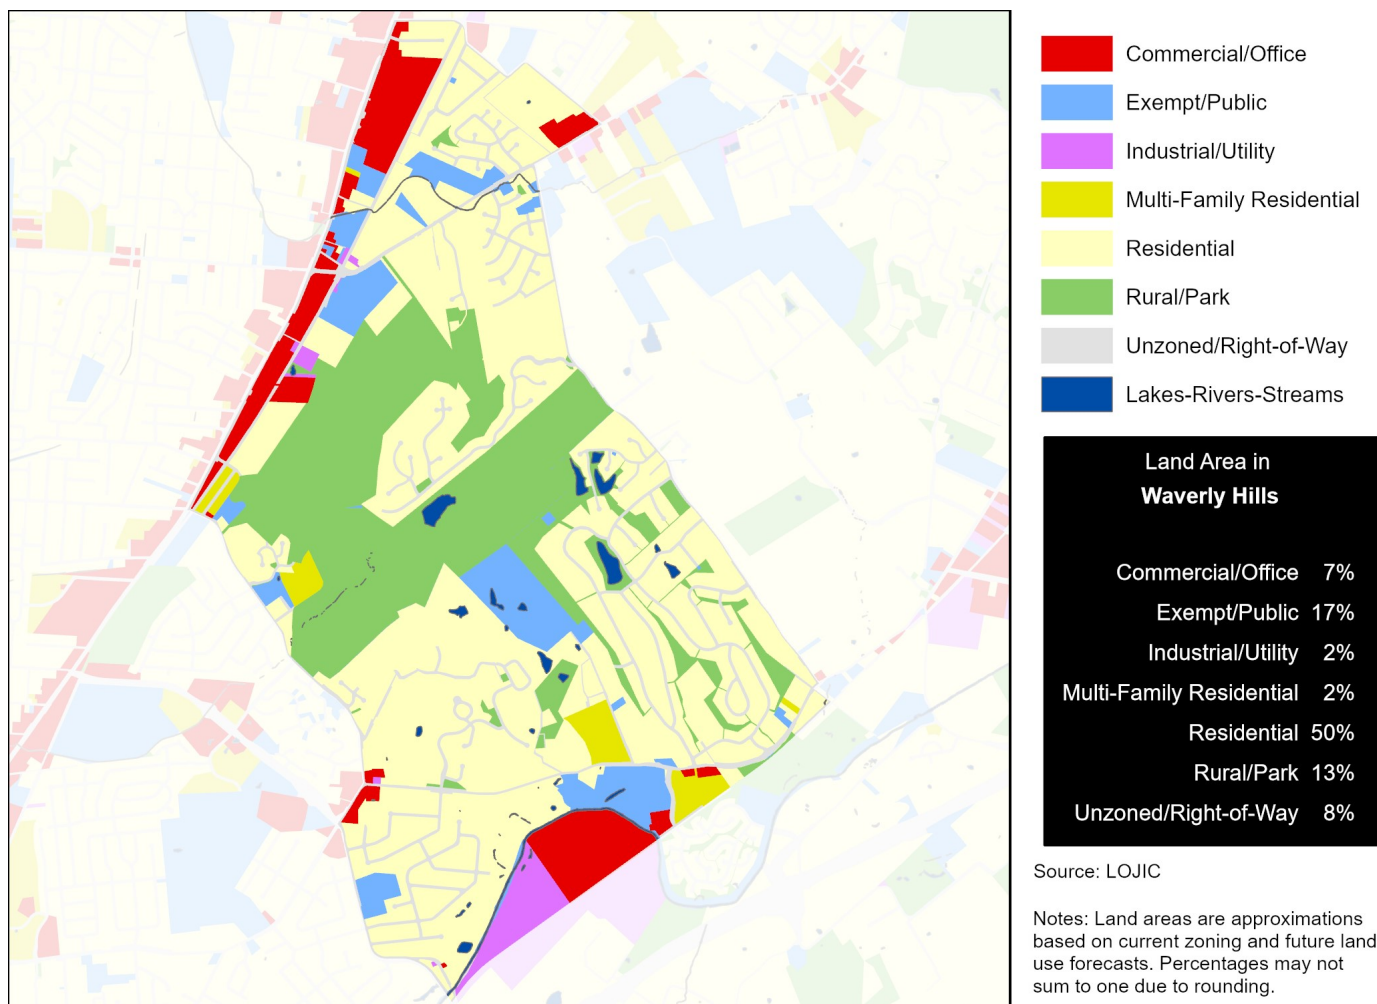 Commercial/Office
Exempt/Public
Industrial/Utility
Multi-Family Residential
Residential
Rural/Park
Unzoned/Right-of-Way
Lakes-Rivers-Streams
Land Area in
Waverly Hills
Commercial/Office 7%
Exempt/Public 17%
Industrial/Utility 2%
Multi-Family Residential 2%
Residential 50%
Rural/Park 13%
Unzoned/Right-of-Way 8%
Source: LOJIC
Notes: Land areas are approximations
based on current zoning and future land
use forecasts. Percentages may not
sum to one due to rounding.